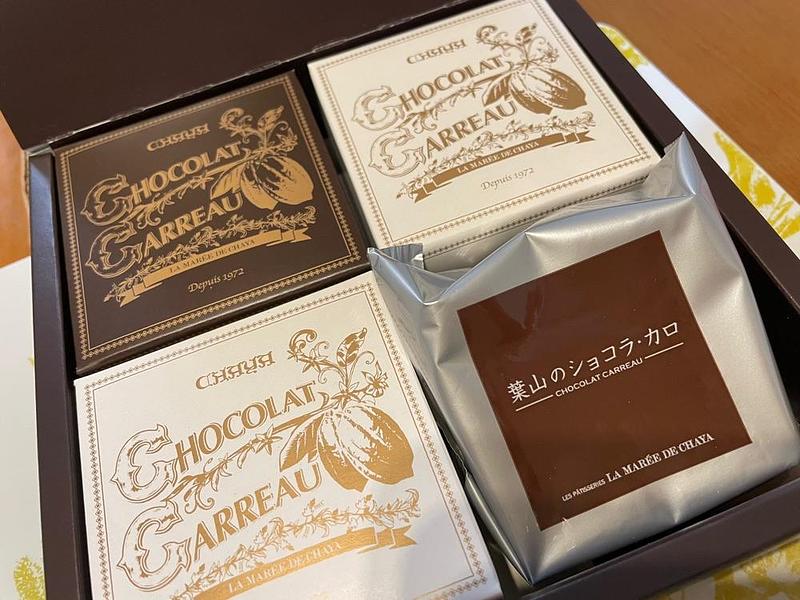 CHAYA
CHOCOLAT
CARREAU
LA MARÉE DE CHAYA
Depuis 1972
CHAYA
CHOCOLAT
CARREAU
LA MARÉE DE CHAYA
Depuis 1972
CHAYA
CHOCOLAT
CARREAU
LA MARÉE DE CHAYA
葉山のショコラ・カロ
CHOCOLAT CARREAU
LES PÂTISSERIES LA MARÉE DE CHAYA